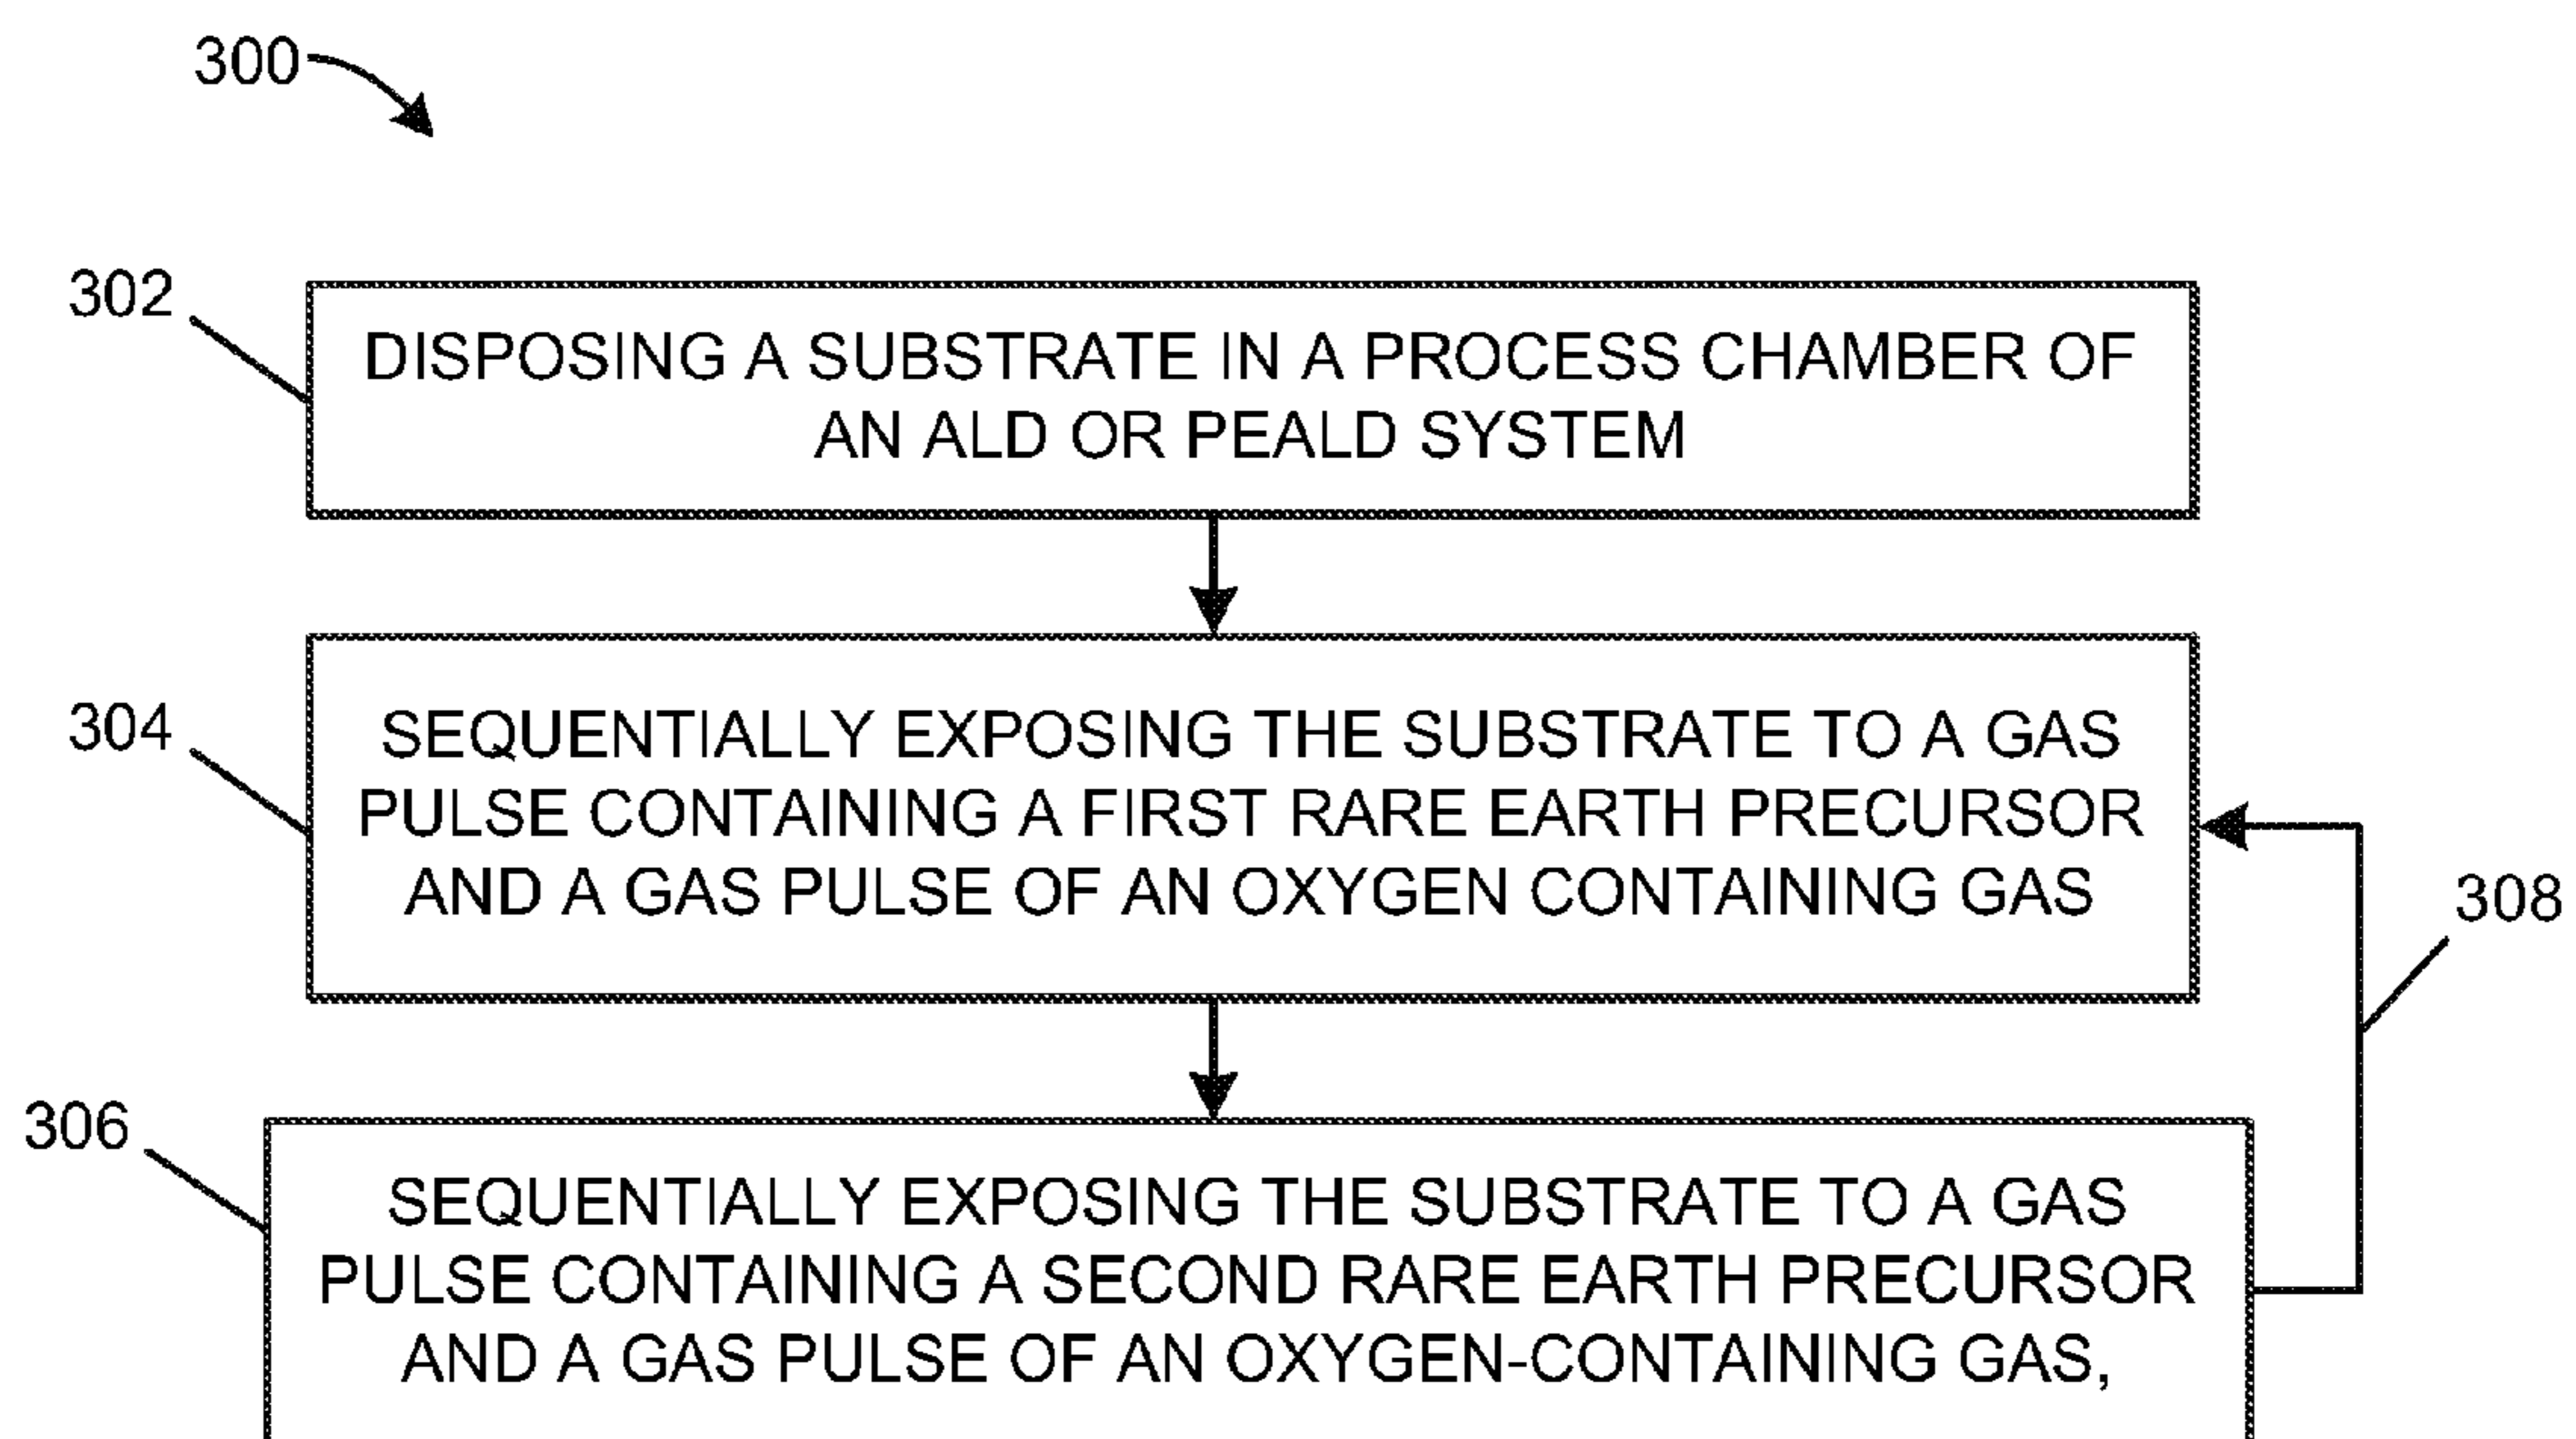 300
302
DISPOSING A SUBSTRATE IN A PROCESS CHAMBER OF
AN ALD OR PEALD SYSTEM
304
SEQUENTIALLY EXPOSING THE SUBSTRATE TO A GAS
PULSE CONTAINING A FIRST RARE EARTH PRECURSOR
AND A GAS PULSE OF AN OXYGEN CONTAINING GAS
308
306
SEQUENTIALLY EXPOSING THE SUBSTRATE TO A GAS
PULSE CONTAINING A SECOND RARE EARTH PRECURSOR
AND A GAS PULSE OF AN OXYGEN-CONTAINING GAS,